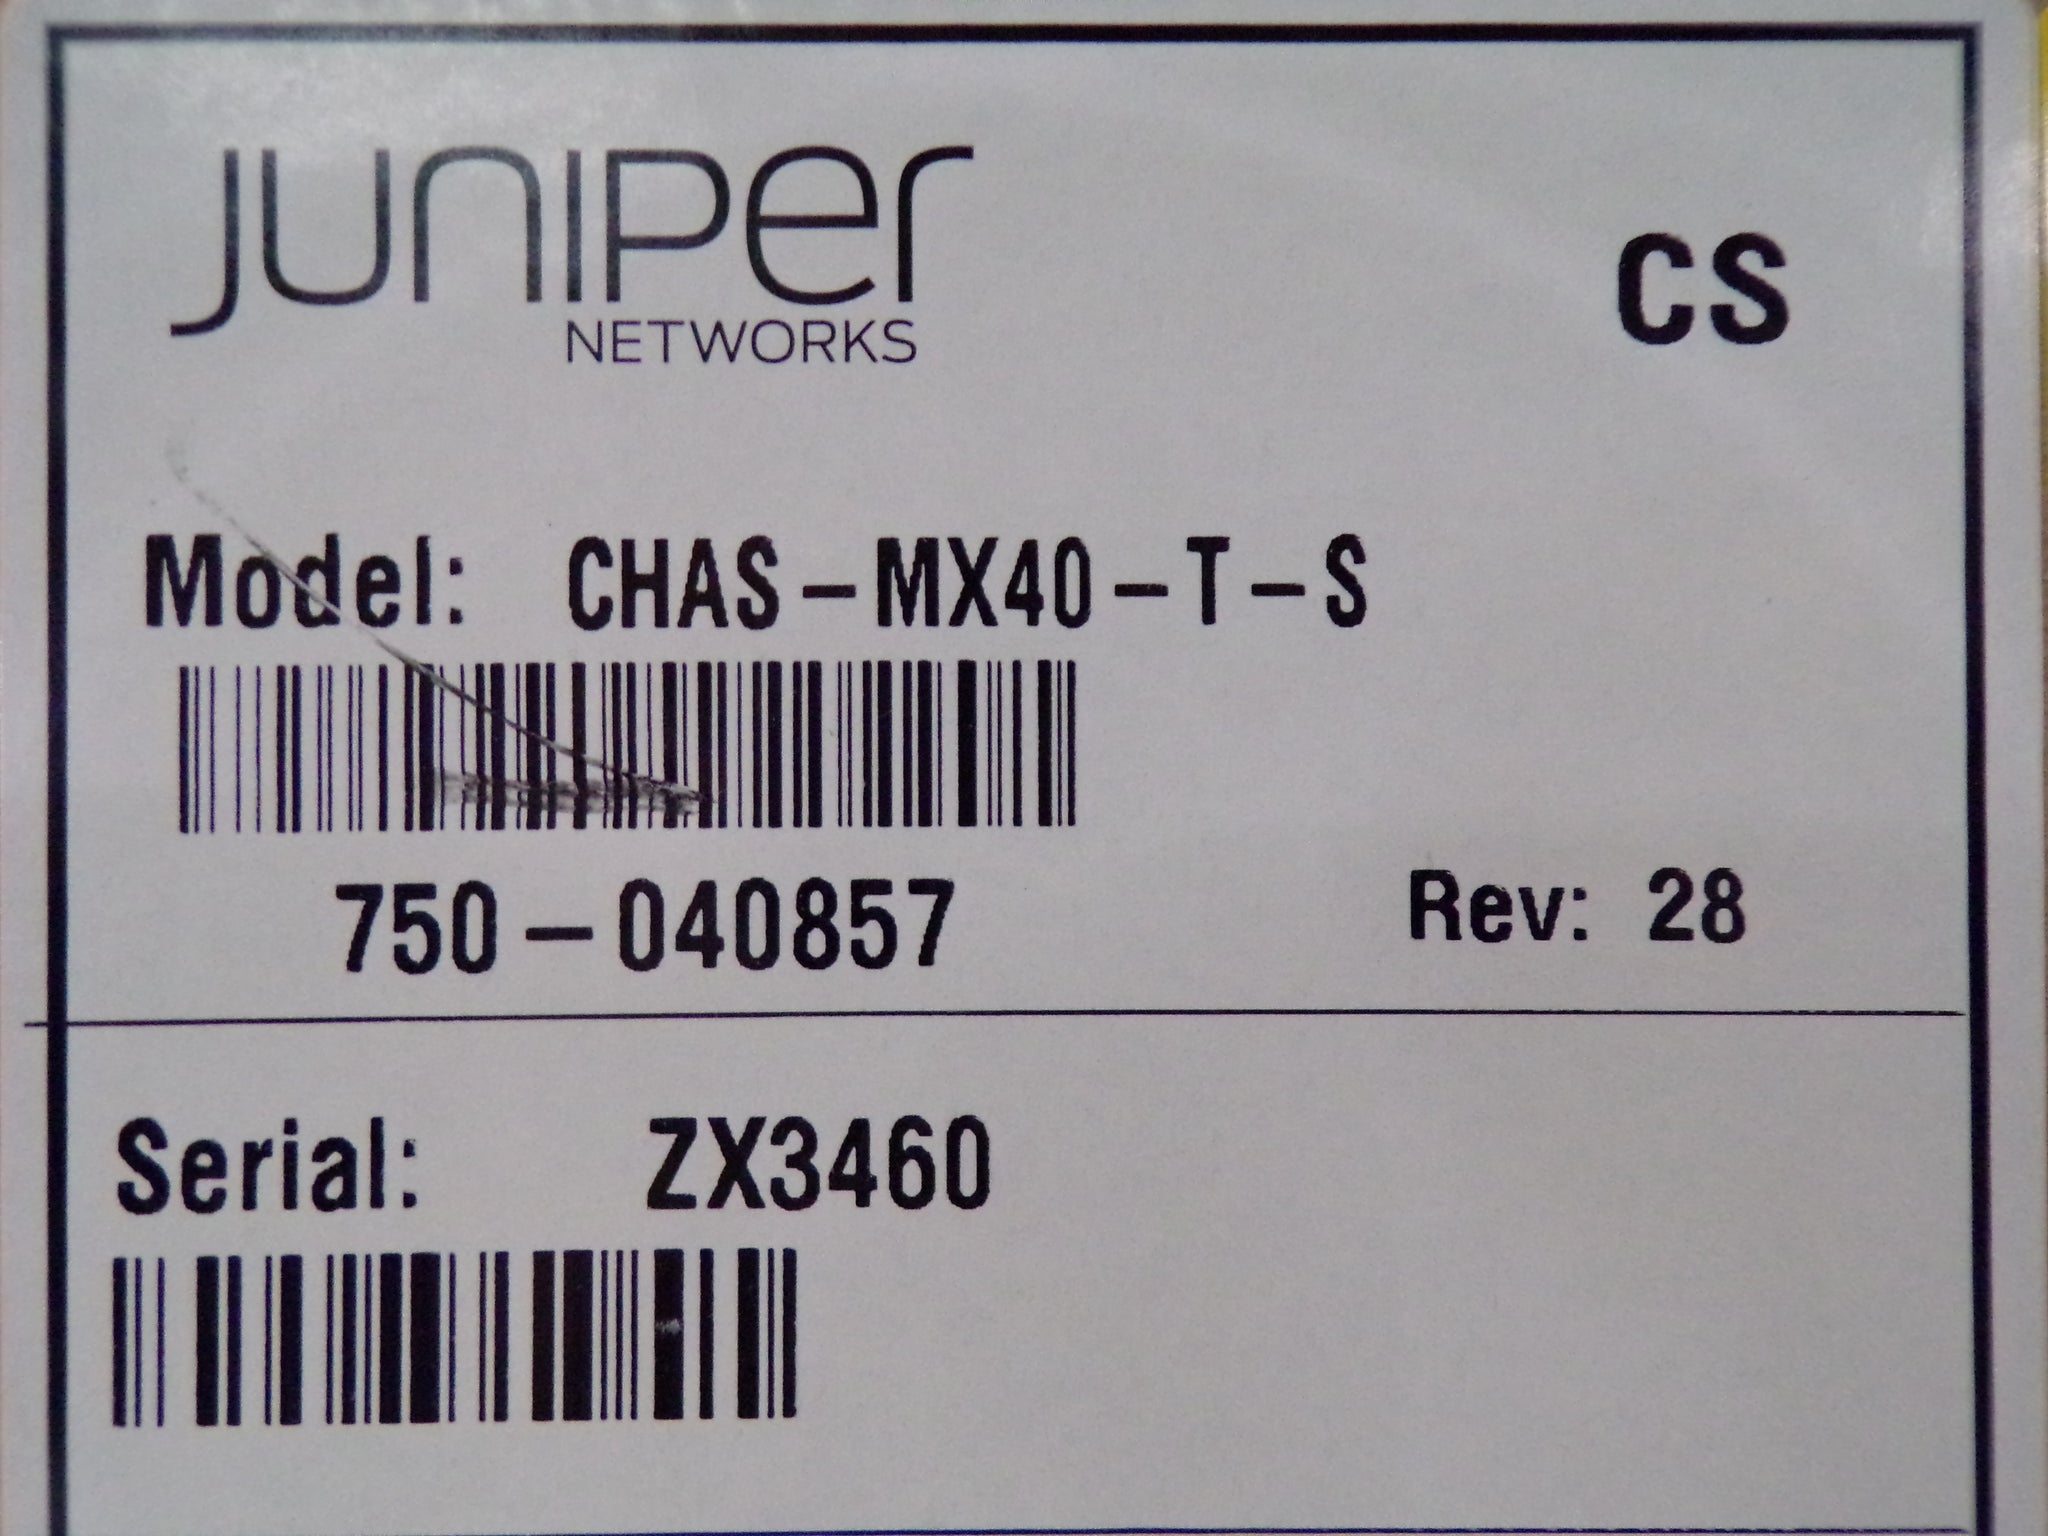 JUNIPER
NETWORKS
CS
Model: CHAS-MX40-T-S
750-040857
Rev: 28
Serial: ZX3460